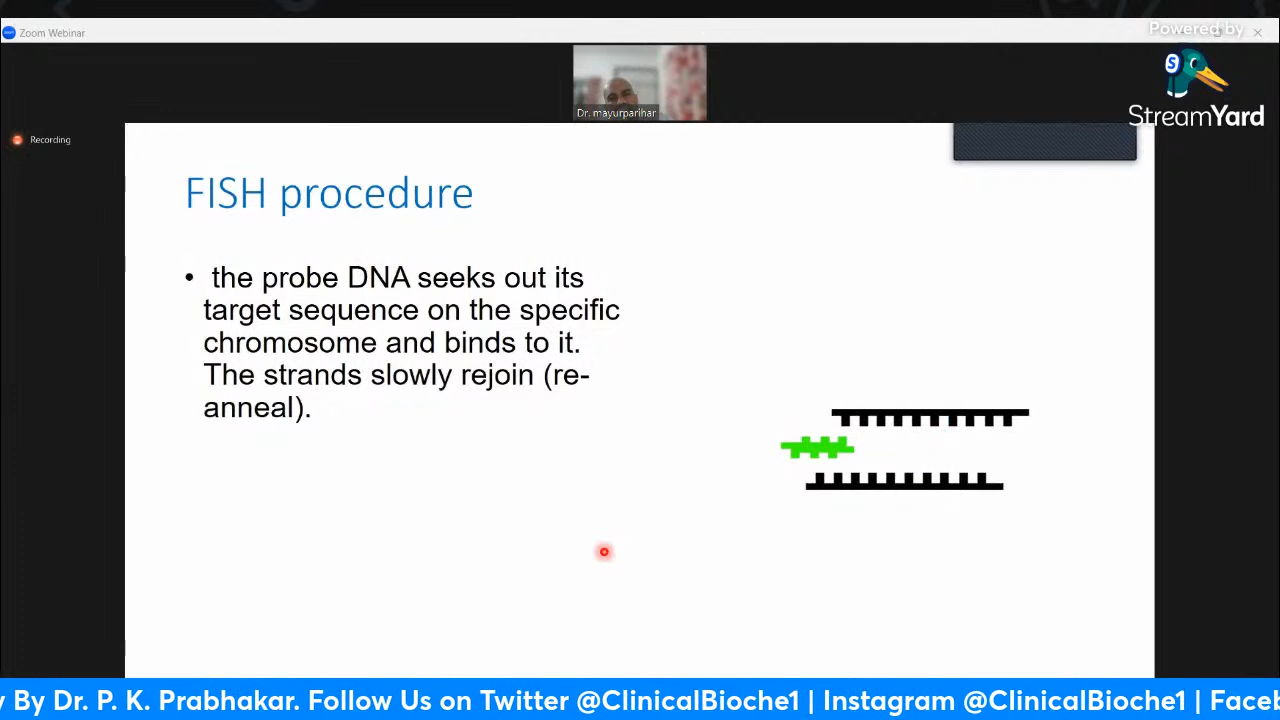 Zoom Webinar
Powered by
S
StreamYard
Dr. mayurparihar
Recording
FISH procedure
• the probe DNA seeks out its
target sequence on the specific
chromosome and binds to it.
The strands slowly rejoin (re-
anneal).
y By Dr. P. K. Prabhakar. Follow Us on Twitter @ClinicalBioche1 | Instagram @ClinicalBioche1 | Faceb